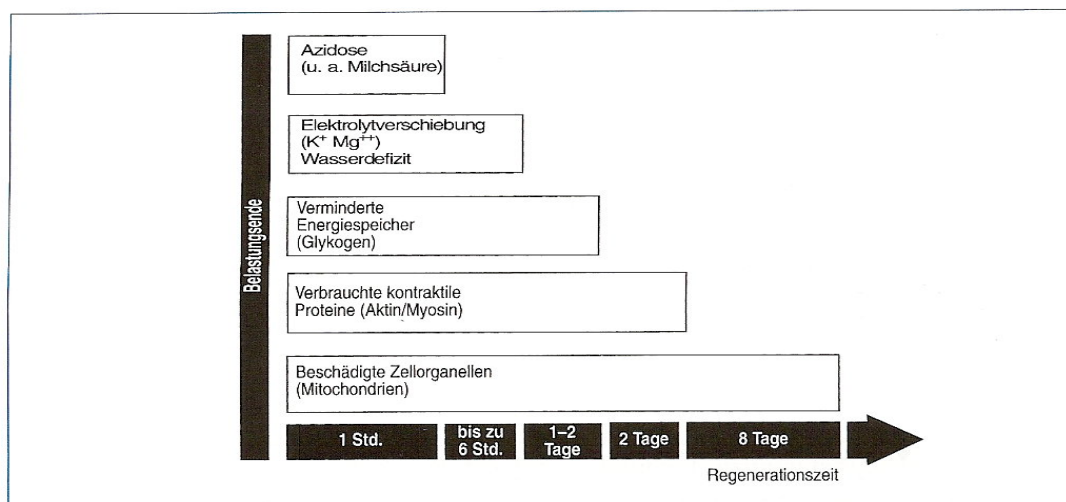 Belastungsende
Azidose
(u. a. Milchsäure)
Elektrolytverschiebung
(K⁺ Mg⁺⁺)
Wasserdefizit
Verminderte
Energiespeicher
(Glykogen)
Verbrauchte kontraktile
Proteine (Aktin/Myosin)
Beschädigte Zellorganellen
(Mitochondrien)
1 Std.
bis zu
6 Std.
1–2
Tage
2 Tage
8 Tage
Regenerationszeit